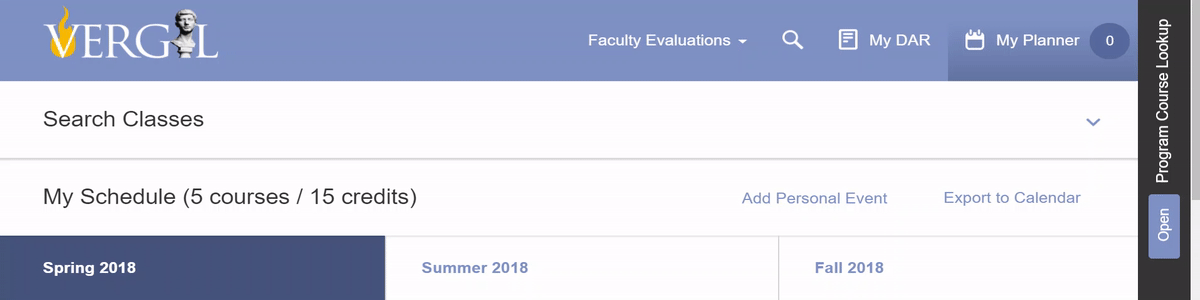 VERGIL
Faculty Evaluations
My DAR
My Planner
0
Search Classes
My Schedule (5 courses / 15 credits)
Add Personal Event
Export to Calendar
Spring 2018
Summer 2018
Fall 2018
Program Course Lookup
Open